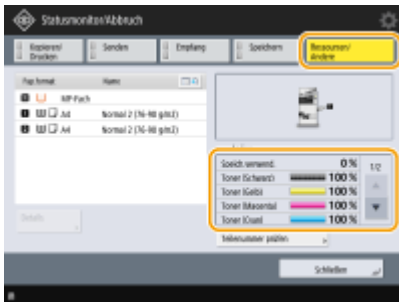 Statusmonitor/Abbruch
Kopieren/
Drucken
Senden
Empfang
Speichern
Ressourcen/
Andere
Pap.format
Name
MP-Fach
A4
Normal 2 (76-90 g/m2)
A4
Normal 2 (76-90 g/m2)
Speich.verwend.
0 %
Toner (Schwarz)
100 %
Toner (Gelb)
100 %
Toner (Magenta)
100 %
Toner (Cyan)
100 %
1/2
Details
Teilenummer prüfen
Schließen